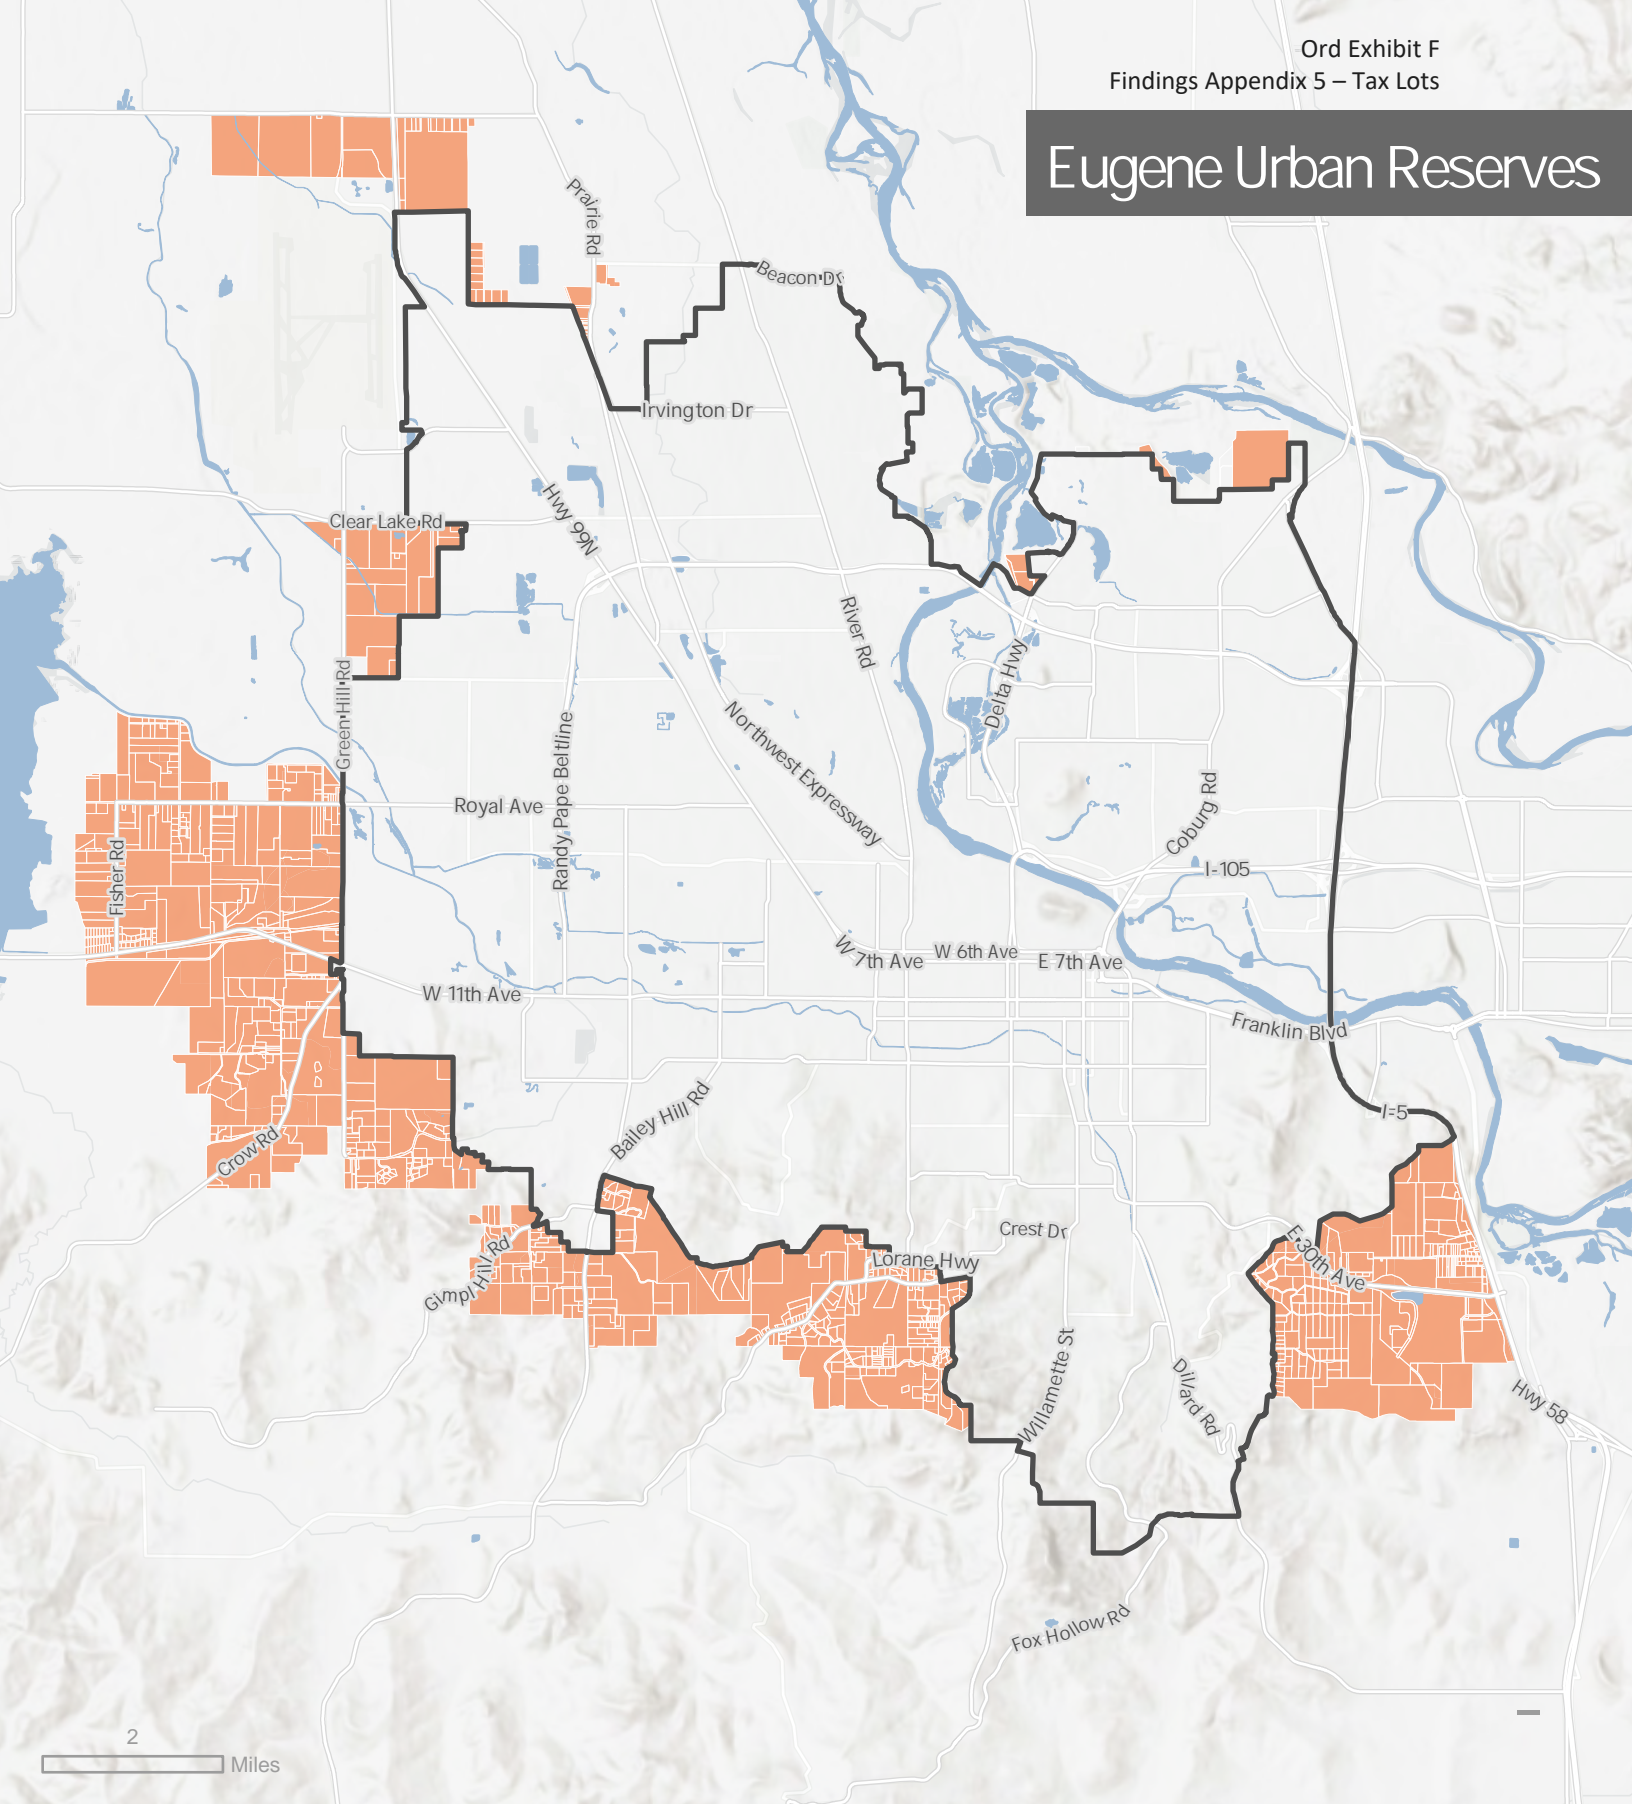 Ord Exhibit F
Findings Appendix 5 – Tax Lots
Eugene Urban Reserves
Prairie Rd
Beacon Dr
Irvington Dr
Clear Lake Rd
Hwy 99N
River Rd
Green Hill Rd
Delta Hwy
Randy Pape Beltline
Northwest Expressway
Royal Ave
Coburg Rd
Fisher Rd
I-105
W 7th Ave
W 6th Ave
E 7th Ave
W 11th Ave
Franklin Blvd
Bailey Hill Rd
I-5
Crow Rd
Crest Dr
E 30th Ave
Gimpl Hill Rd
Lorane Hwy
Willamette St
Dillard Rd
Hwy 58
Fox Hollow Rd
2
Miles